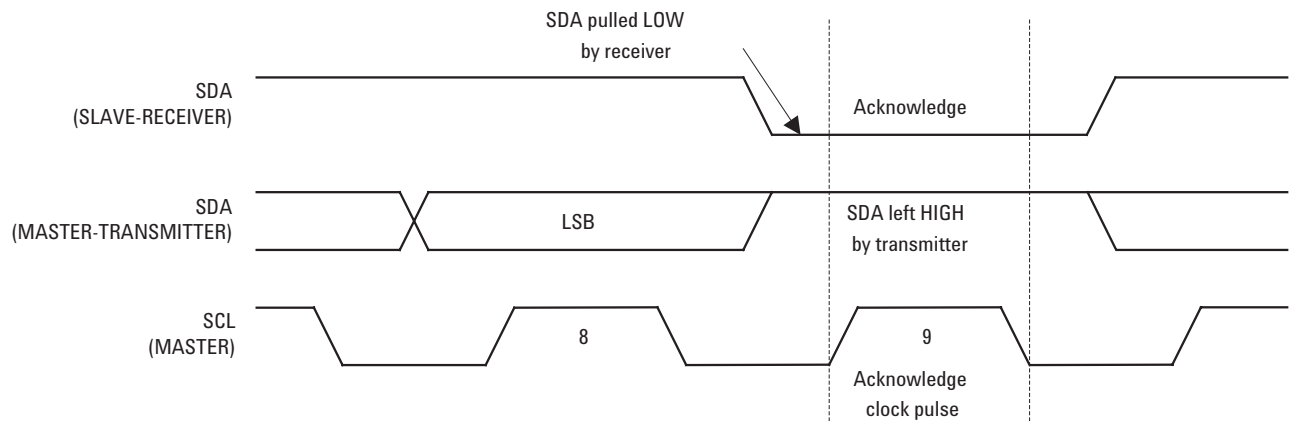 SDA pulled LOW
by receiver
SDA
(SLAVE-RECEIVER)
Acknowledge
SDA
(MASTER-TRANSMITTER)
LSB
SDA left HIGH
by transmitter
SCL
(MASTER)
8
9
Acknowledge
clock pulse